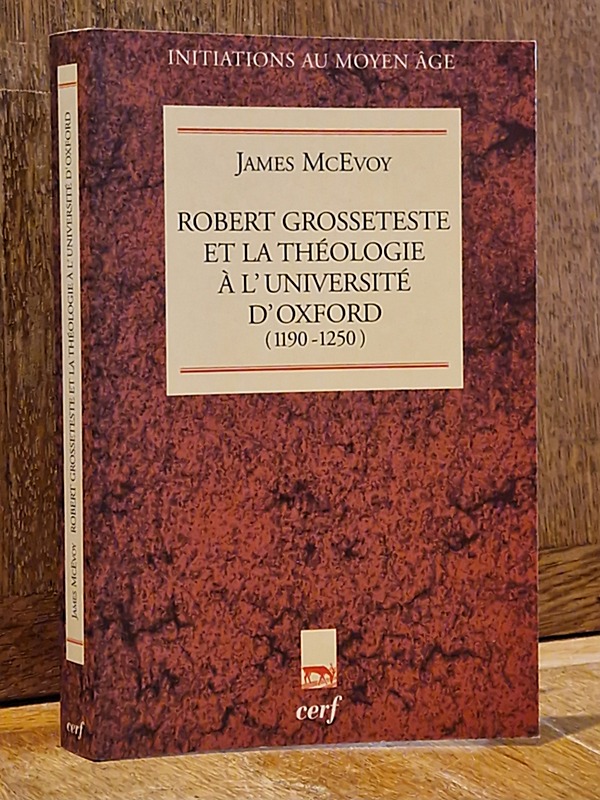 INITIATIONS AU MOYEN ÂGE
JAMES MCEVOY
ROBERT GROSSETESTE
ET LA THÉOLOGIE
À L'UNIVERSITÉ
D'OXFORD
(1190-1250)
cerf
JAMES MCEVOY ROBERT GROSSETESTE ET LA THÉOLOGIE À L'UNIVERSITÉ D'OXFORD
cerf